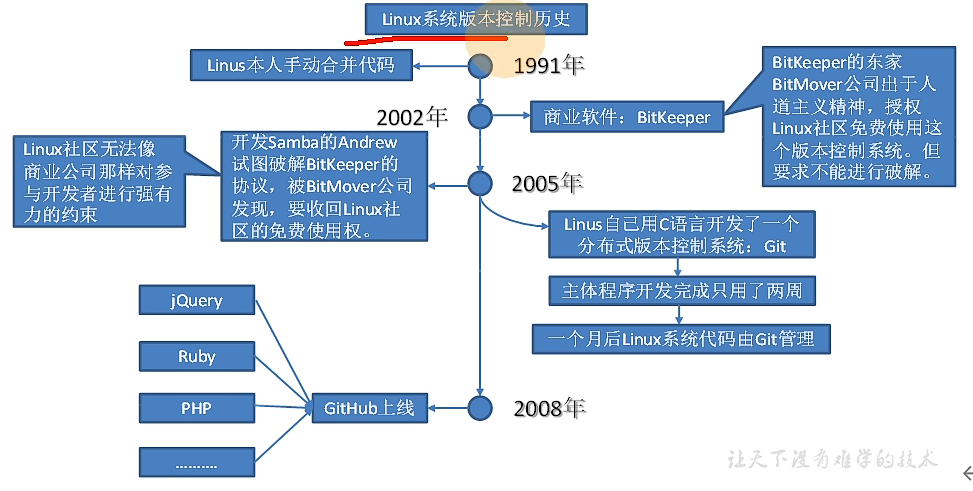 Linux系统版本控制历史
Linus本人手动合并代码
1991年
BitKeeper的东家
BitMover公司出于人
道主义精神，授权
Linux社区免费使用这
个版本控制系统。但
要求不能进行破解。
2002年
商业软件：BitKeeper
Linux社区无法像
商业公司那样对参
与开发者进行强有
力的约束
开发Samba的Andrew
试图破解BitKeeper的
协议，被BitMover公司
发现，要收回Linux社
区的免费使用权。
2005年
Linus自己用C语言开发了一个
分布式版本控制系统：Git
主体程序开发完成只用了两周
一个月后Linux系统代码由Git管理
jQuery
Ruby
PHP
..........
GitHub上线
2008年
让天下没有难学的技术